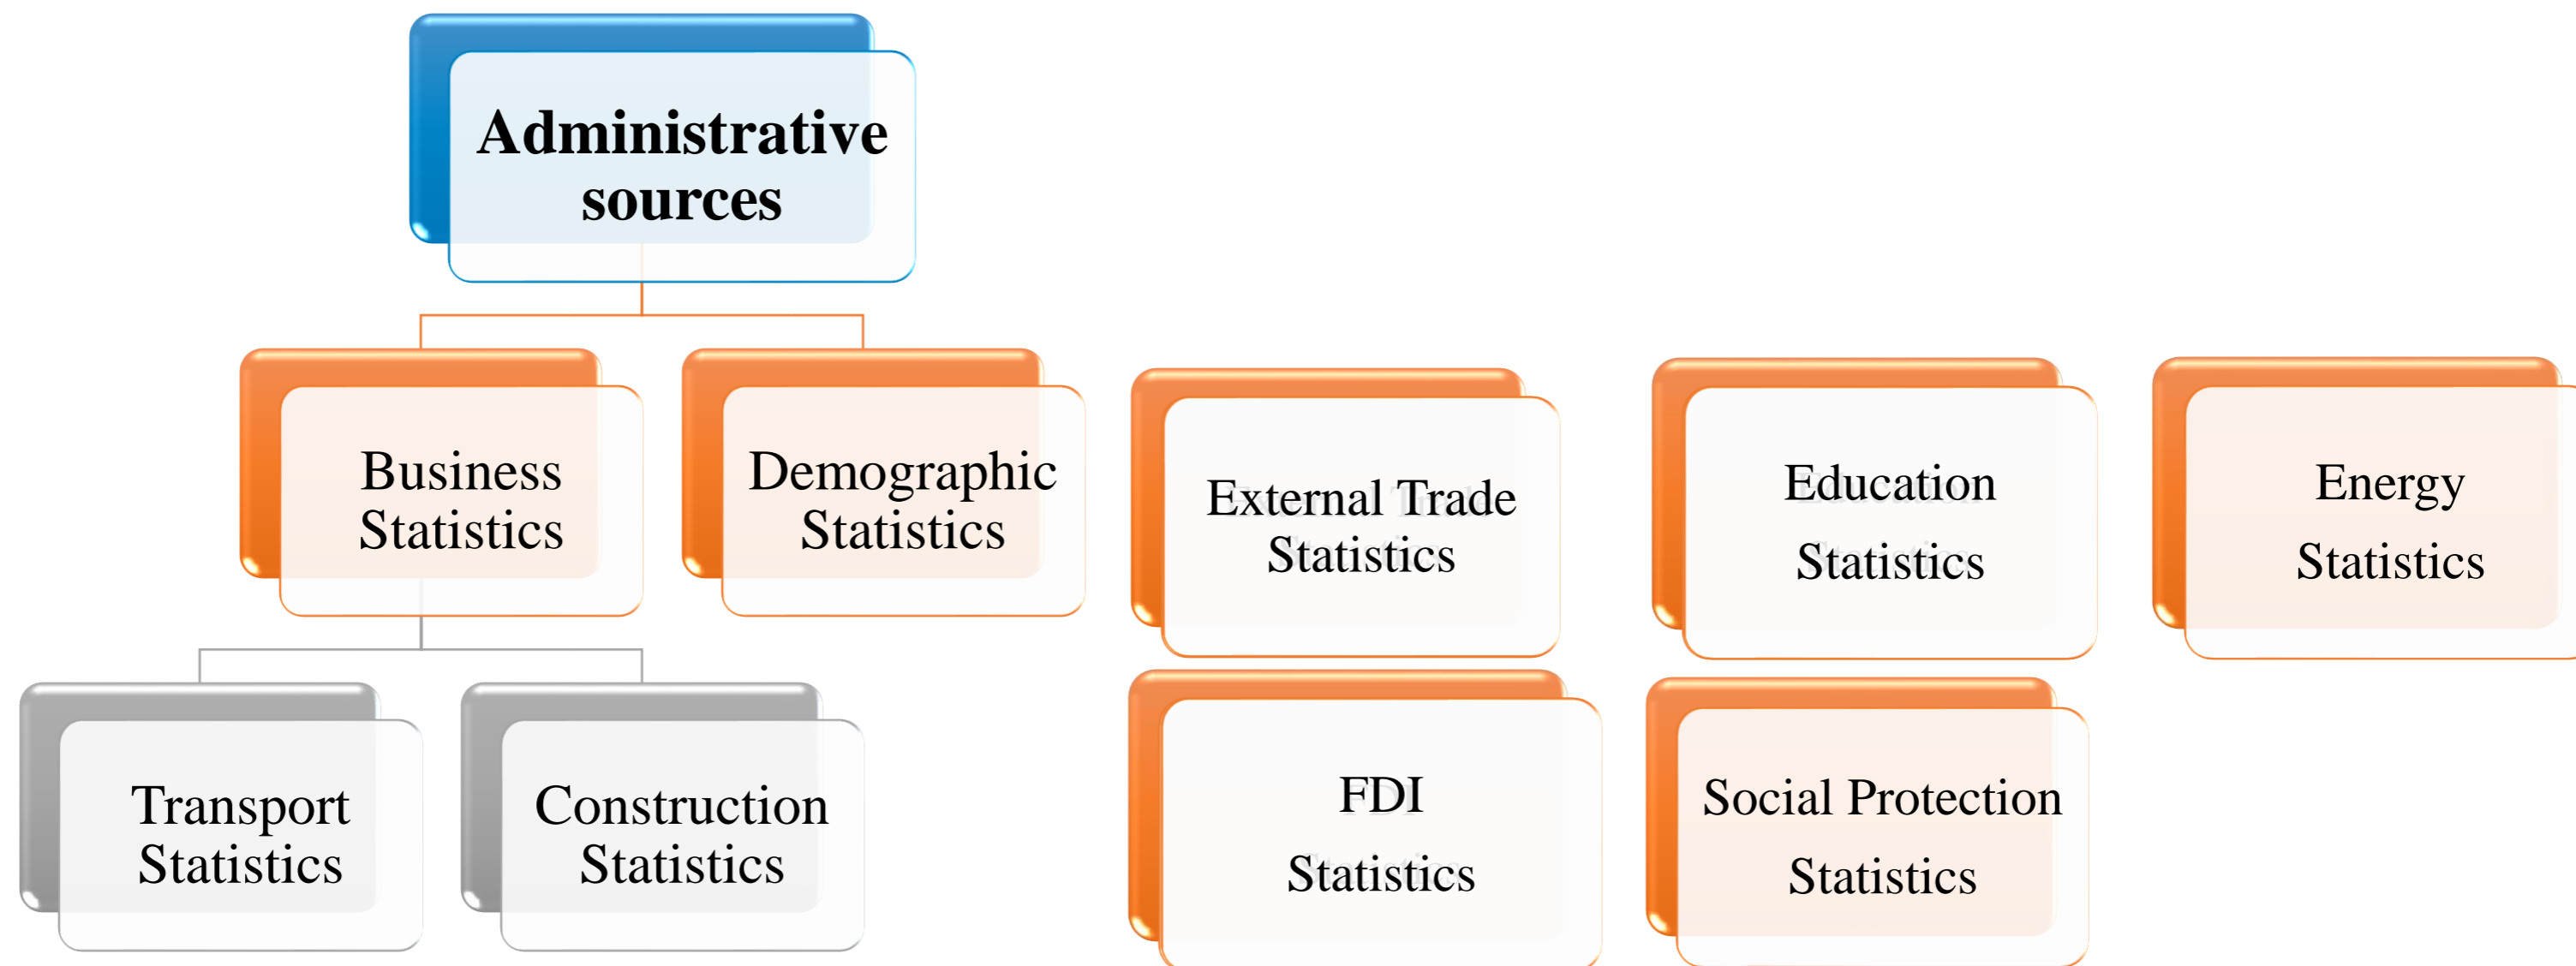 Administrative
sources
Business
Statistics
Demographic
Statistics
External Trade
Statistics
Education
Statistics
Energy
Statistics
Transport
Statistics
Construction
Statistics
FDI
Statistics
Social Protection
Statistics